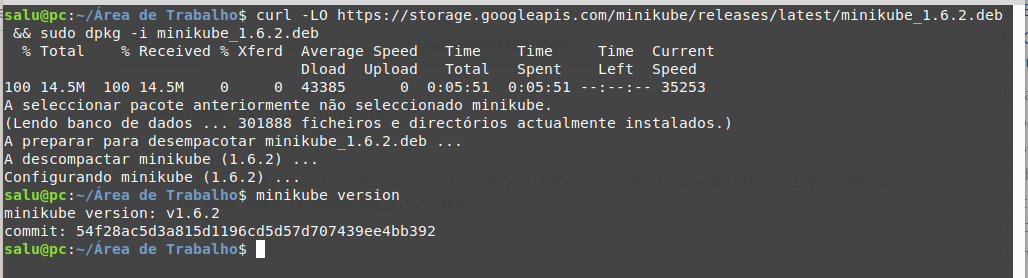 salu@pc:~/Área de Trabalho$ curl -LO https://storage.googleapis.com/minikube/releases/latest/minikube_1.6.2.deb
 && sudo dpkg -i minikube_1.6.2.deb
  % Total    % Received % Xferd  Average Speed   Time    Time     Time  Current
                                 Dload  Upload   Total   Spent    Left  Speed
100 14.5M  100 14.5M    0     0  43385      0  0:05:51  0:05:51 --:--:-- 35253
A seleccionar pacote anteriormente não seleccionado minikube.
(Lendo banco de dados ... 301888 ficheiros e directórios actualmente instalados.)
A preparar para desempacotar minikube_1.6.2.deb ...
A descompactar minikube (1.6.2) ...
Configurando minikube (1.6.2) ...
salu@pc:~/Área de Trabalho$ minikube version
minikube version: v1.6.2
commit: 54f28ac5d3a815d1196cd5d57d707439ee4bb392
salu@pc:~/Área de Trabalho$